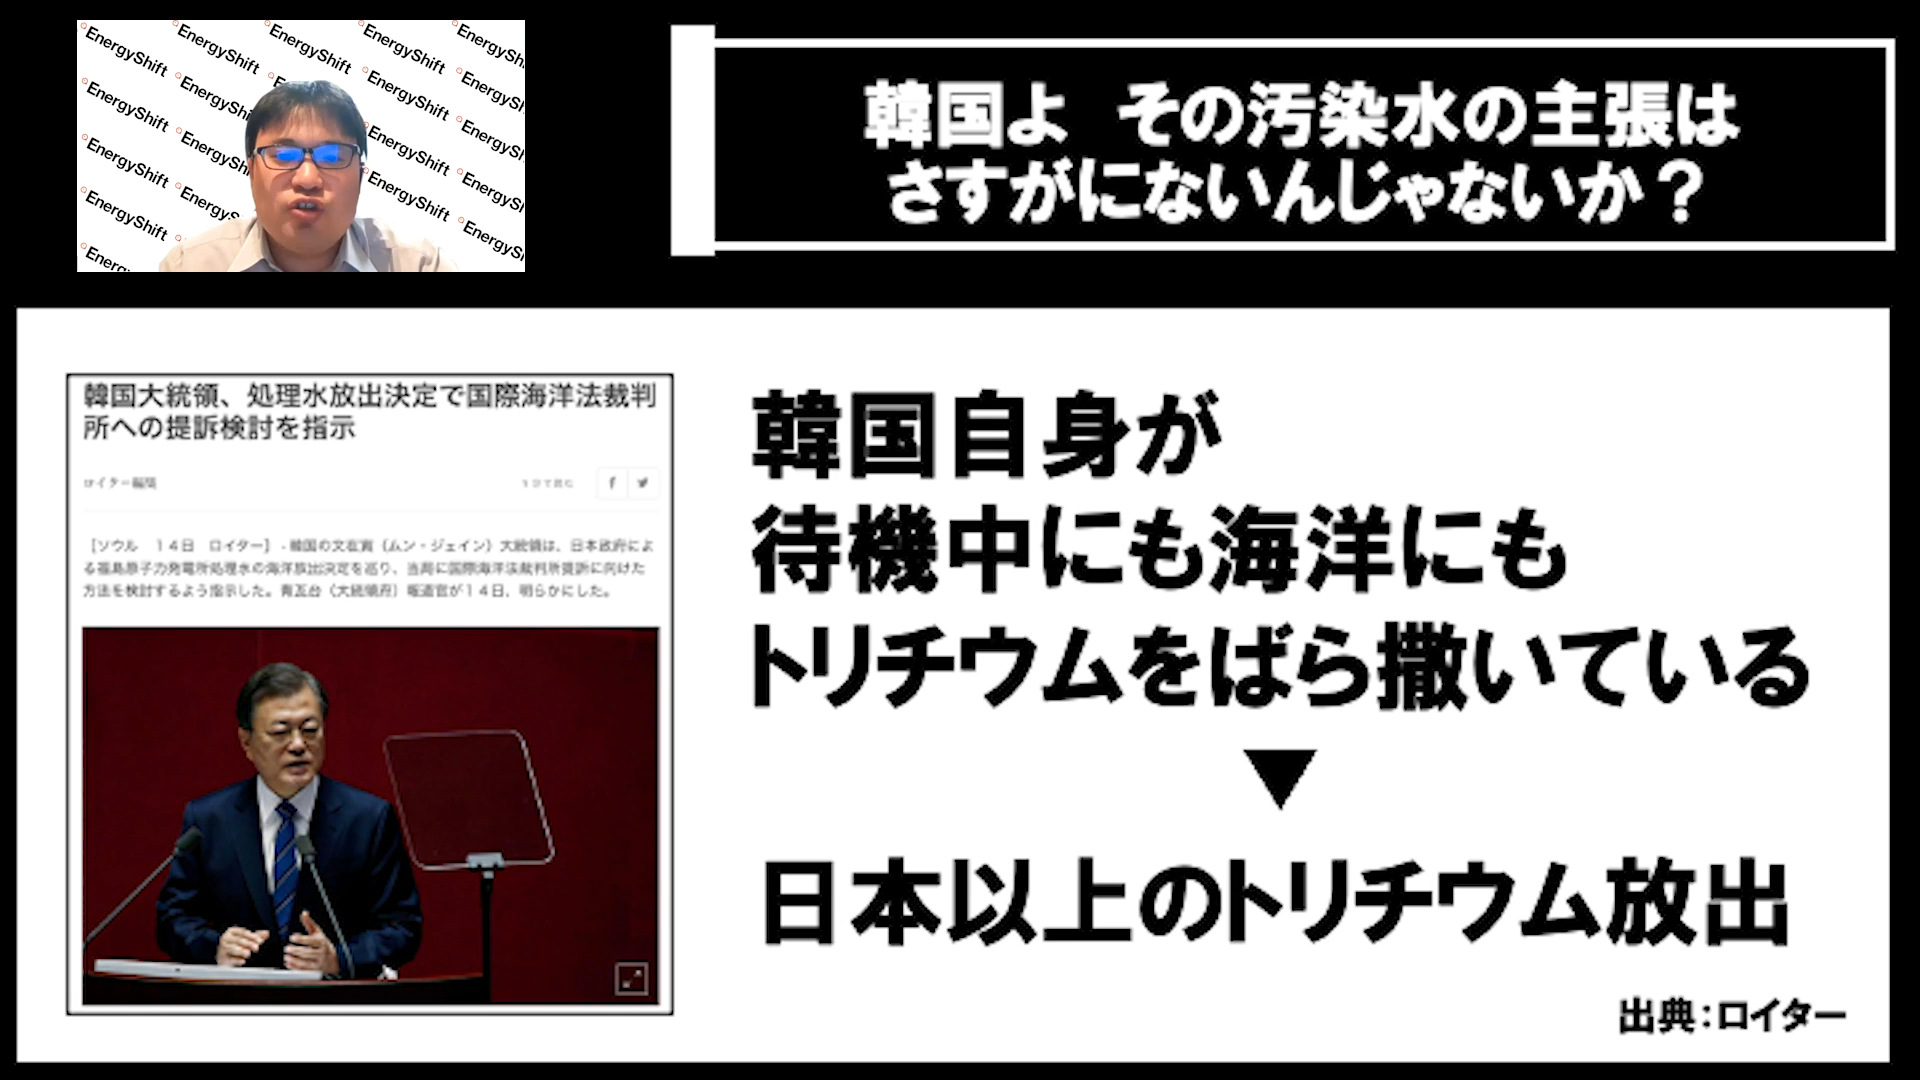 EnergyShift
韓国よ その汚染水の主張は
さすがにないんじゃないか？
韓国大統領、処理水放出決定で国際海洋法裁判
所への提訴検討を指示
ロイター編集
1 分で読む
［ソウル １４日 ロイター］ - 韓国の文在寅（ムン・ジェイン）大統領は、日本政府によ
る福島原子力発電所処理水の海洋放出決定を巡り、当局に国際海洋法裁判所提訴に向けた
方法を検討するよう指示した。青瓦台（大統領府）報道官が１４日、明らかにした。
韓国自身が
待機中にも海洋にも
トリチウムをばら撒いている
▼
日本以上のトリチウム放出
出典：ロイター